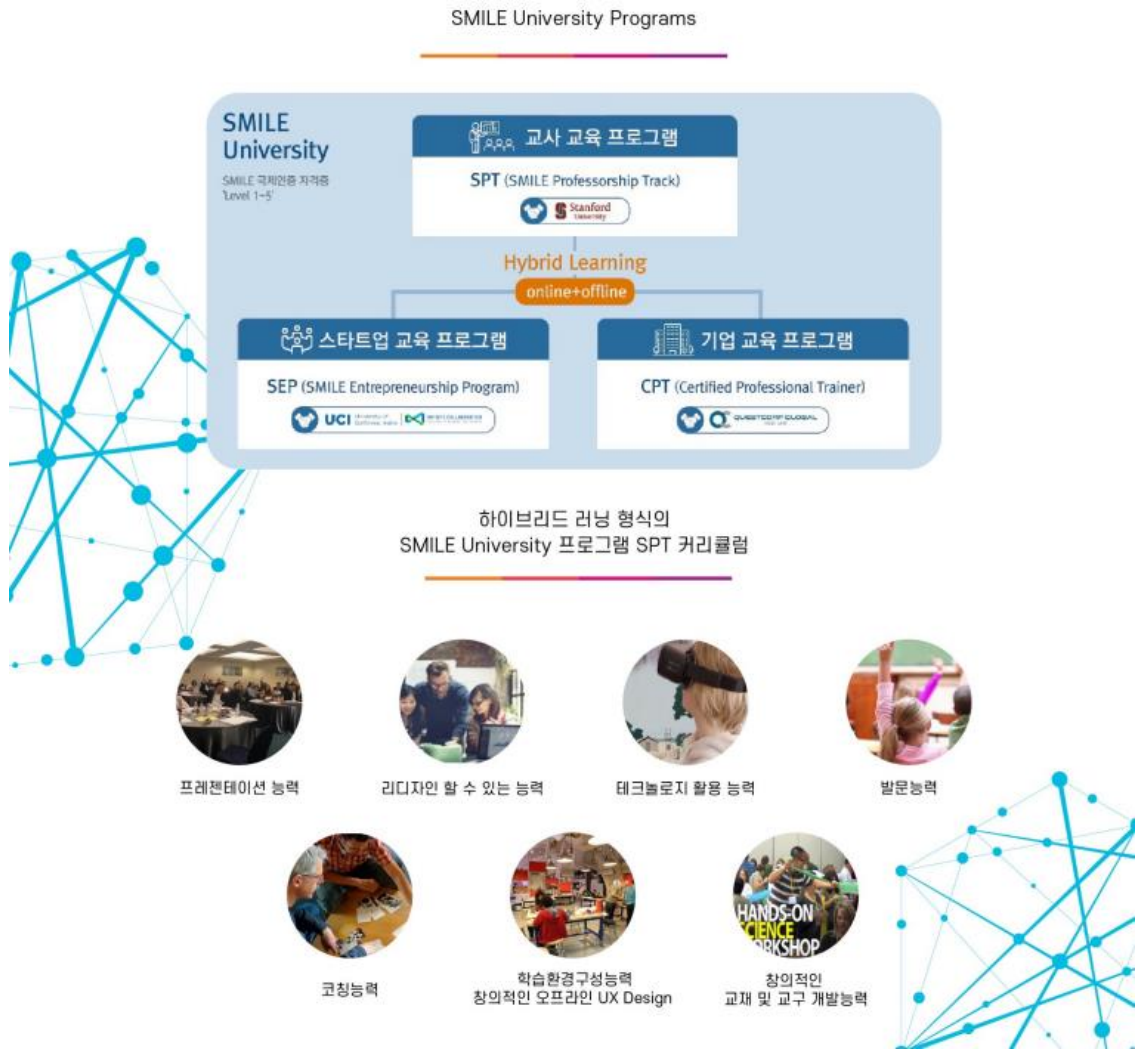 SMILE University Programs
SMILE
University
SMILE 국제인증 자격증
'Level 1~5'
교사 교육 프로그램
SPT (SMILE Professorship Track)
Stanford
University
Hybrid Learning
online+offline
스타트업 교육 프로그램
SEP (SMILE Entrepreneurship Program)
UCI
University of
California, Irvine
기업 교육 프로그램
CPT (Certified Professional Trainer)
QUESTCORP GLOBAL
하이브리드 러닝 형식의
SMILE University 프로그램 SPT 커리큘럼
프레젠테이션 능력
리디자인 할 수 있는 능력
테크놀로지 활용 능력
발문능력
HANDS-ON
SCIENCE
WORKSHOP
코칭능력
학습환경구성능력
창의적인 오프라인 UX Design
창의적인
교재 및 교구 개발능력